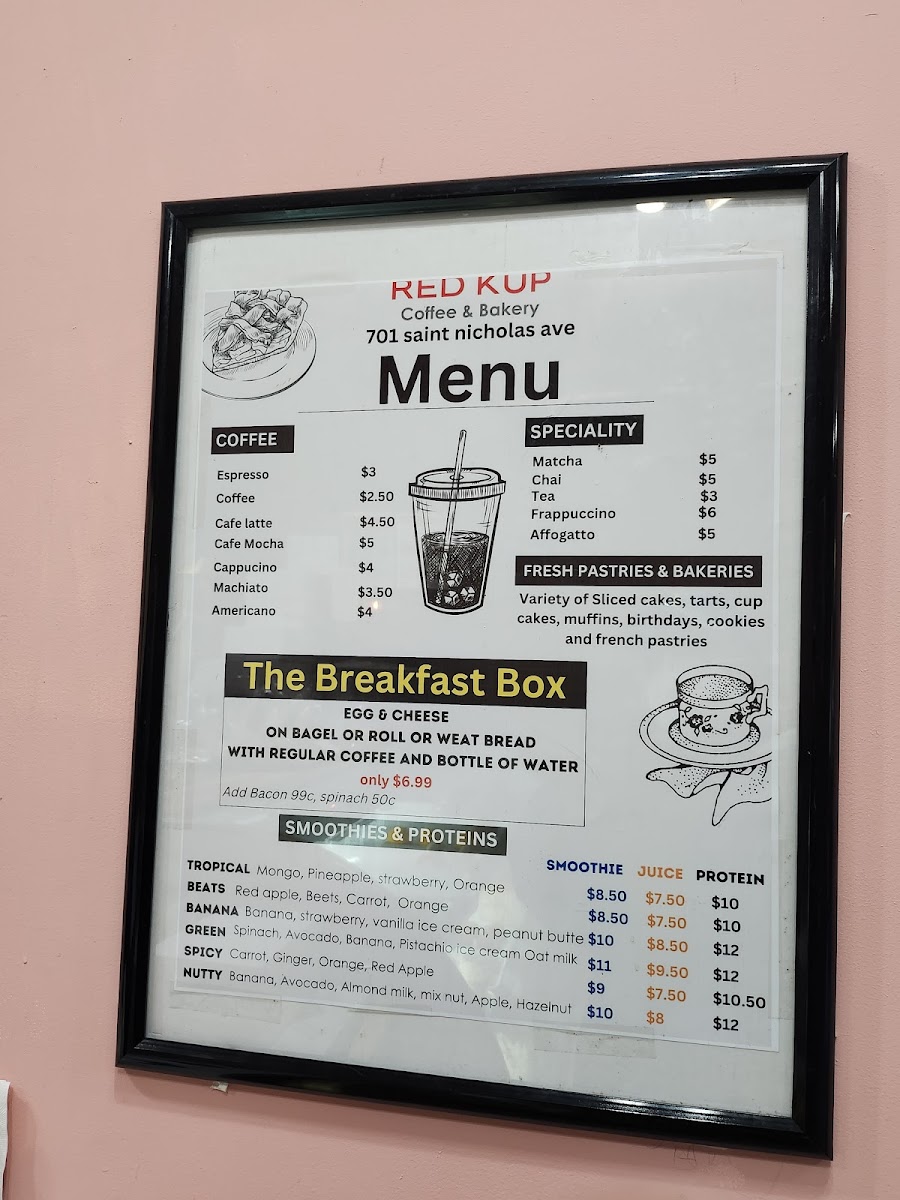 RED KUP
Coffee & Bakery
701 saint nicholas ave
Menu
COFFEE
Espresso $3
Coffee $2.50
Cafe latte $4.50
Cafe Mocha $5
Cappucino $4
Machiato $3.50
Americano $4
SPECIALITY
Matcha $5
Chai $5
Tea $3
Frappuccino $6
Affogatto $5
FRESH PASTRIES & BAKERIES
Variety of Sliced cakes, tarts, cup
cakes, muffins, birthdays, cookies
and french pastries
The Breakfast Box
EGG & CHEESE
ON BAGEL OR ROLL OR WEAT BREAD
WITH REGULAR COFFEE AND BOTTLE OF WATER
only $6.99
Add Bacon 99c, spinach 50c
SMOOTHIES & PROTEINS
SMOOTHIE JUICE PROTEIN
TROPICAL Mongo, Pineapple, strawberry, Orange $8.50 $7.50 $10
BEATS Red apple, Beets, Carrot, Orange $8.50 $7.50 $10
BANANA Banana, strawberry, vanilla ice cream, peanut butte $10 $8.50 $12
GREEN Spinach, Avocado, Banana, Pistachio ice cream Oat milk $11 $9.50 $12
SPICY Carrot, Ginger, Orange, Red Apple $9 $7.50 $10.50
NUTTY Banana, Avocado, Almond milk, mix nut, Apple, Hazelnut $10 $8 $12